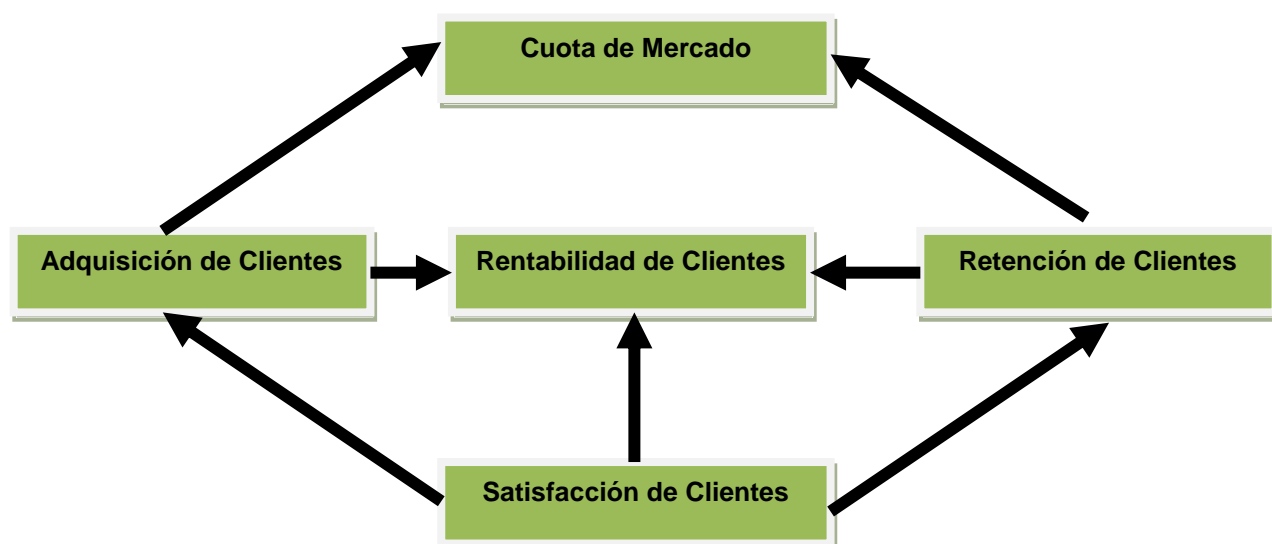 Cuota de Mercado
Adquisición de Clientes
Rentabilidad de Clientes
Retención de Clientes
Satisfacción de Clientes